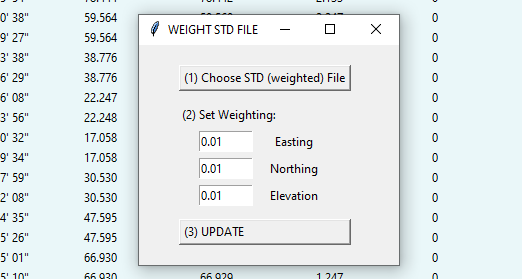 WEIGHT STD FILE
0' 38" 59.564 0
9' 27" 59.564 0
3' 38" 38.776 0
6' 29" 38.776 (1) Choose STD (weighted) File 0
6' 08" 22.247 0
3' 56" 22.248 (2) Set Weighting: 0
0' 32" 17.058 0.01 Easting 0
9' 34" 17.058 0.01 Northing 0
7' 59" 30.530 0
2' 08" 30.530 0.01 Elevation 0
4' 35" 47.595 0
5' 26" 47.595 (3) UPDATE 0
5' 01" 66.930 0
5' 10" 66.930 66.929 1.247 0